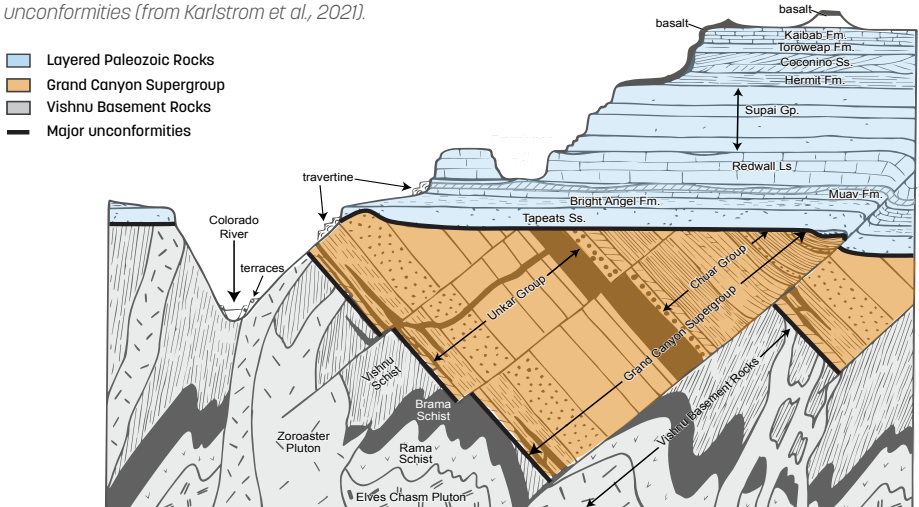 unconformities (from Karlstrom et al., 2021).
Layered Paleozoic Rocks
Grand Canyon Supergroup
Vishnu Basement Rocks
Major unconformities
basalt
basalt
Kaibab Fm.
Toroweap Fm.
Coconino Ss.
Hermit Fm.
Supai Gp.
Redwall Ls
Muav Fm.
Bright Angel Fm.
Tapeats Ss.
travertine
Colorado
River
terraces
Unkar Group
Chuar Group
Grand Canyon Supergroup
Vishnu Basement Rocks
Vishnu
Schist
Brama
Schist
Zoroaster
Pluton
Rama
Schist
Elves Chasm Pluton